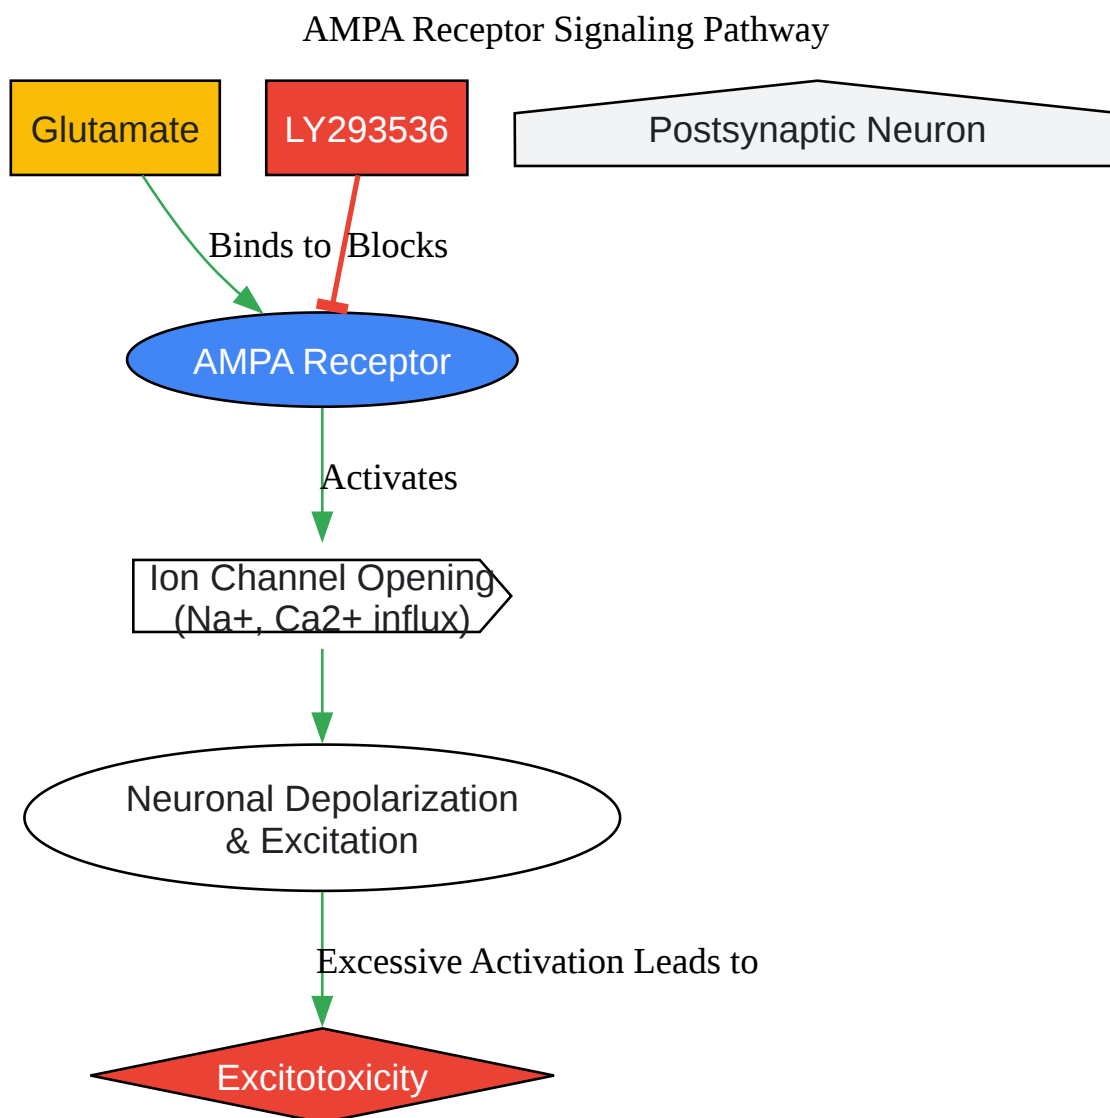 AMPA Receptor Signaling Pathway
Glutamate
LY293536
Postsynaptic Neuron
Binds to
Blocks
AMPA Receptor
Activates
Ion Channel Opening
(Na+, Ca2+ influx)
Neuronal Depolarization
& Excitation
Excessive Activation Leads to
Excitotoxicity